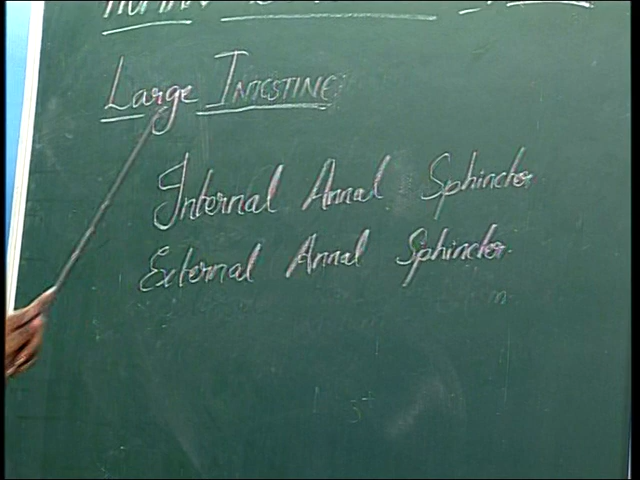 Large INTESTINE
Internal Annal Sphincter
External Annal Sphincter